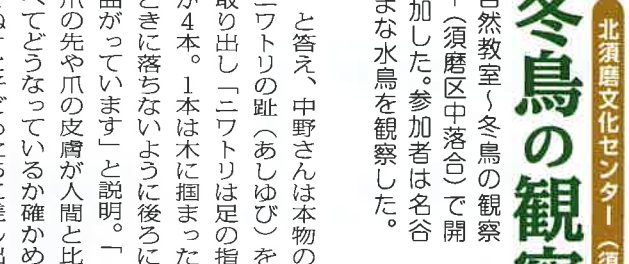 北須磨文化センター（須
冬鳥の観察
自然教室～冬鳥の観察
ー（須磨区中落合）で開
加した。参加者は名谷
まな水鳥を観察した。
と答え、中野さんは本物の
ニワトリの趾（あしゆび）を
取り出し「ニワトリは足の指
が4本。1本は木に掴まった
ときに落ちないように後ろに
曲がっています」と説明。「
爪の先や爪の皮膚が人間と比
べてどうなっているか確かめ